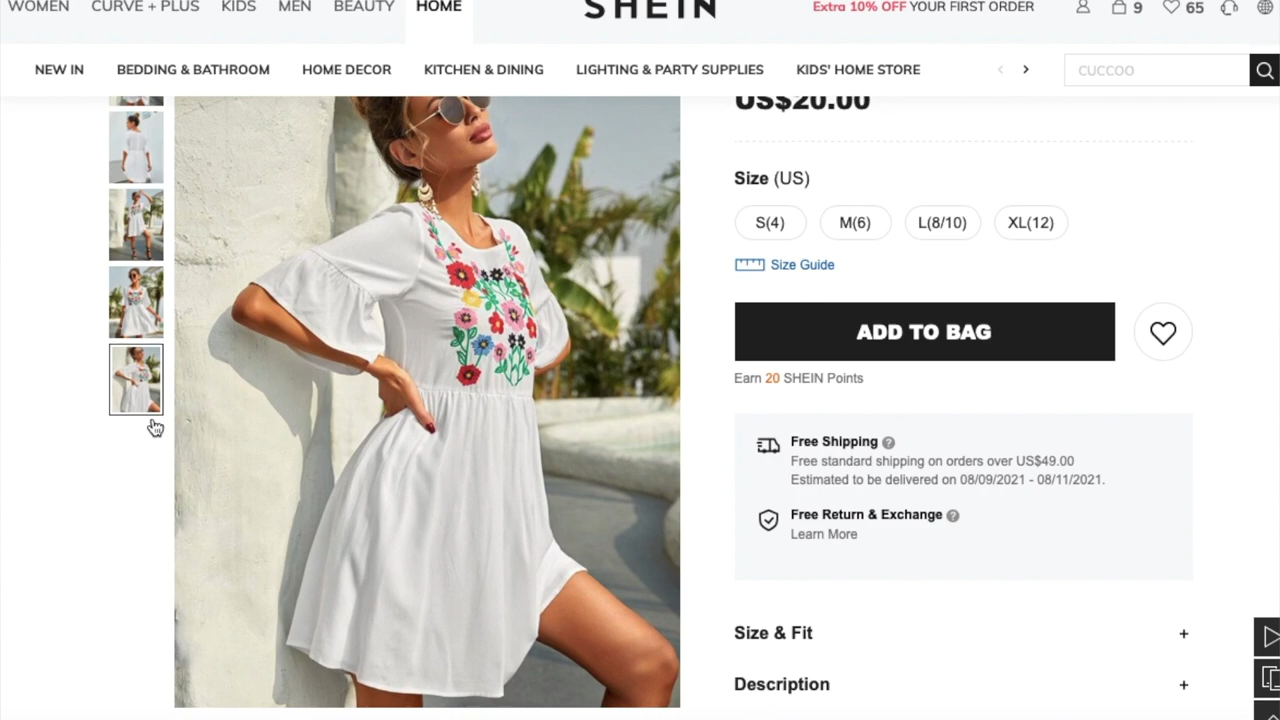 WOMEN CURVE + PLUS KIDS MEN BEAUTY HOME SHEIN Extra 10% OFF YOUR FIRST ORDER 9 65
NEW IN BEDDING & BATHROOM HOME DECOR KITCHEN & DINING LIGHTING & PARTY SUPPLIES KIDS' HOME STORE CUCCOO
US$20.00
Size (US)
S(4) M(6) L(8/10) XL(12)
Size Guide
ADD TO BAG
Earn 20 SHEIN Points
Free Shipping ?
Free standard shipping on orders over US$49.00
Estimated to be delivered on 08/09/2021 - 08/11/2021.
Free Return & Exchange ?
Learn More
Size & Fit +
Description +